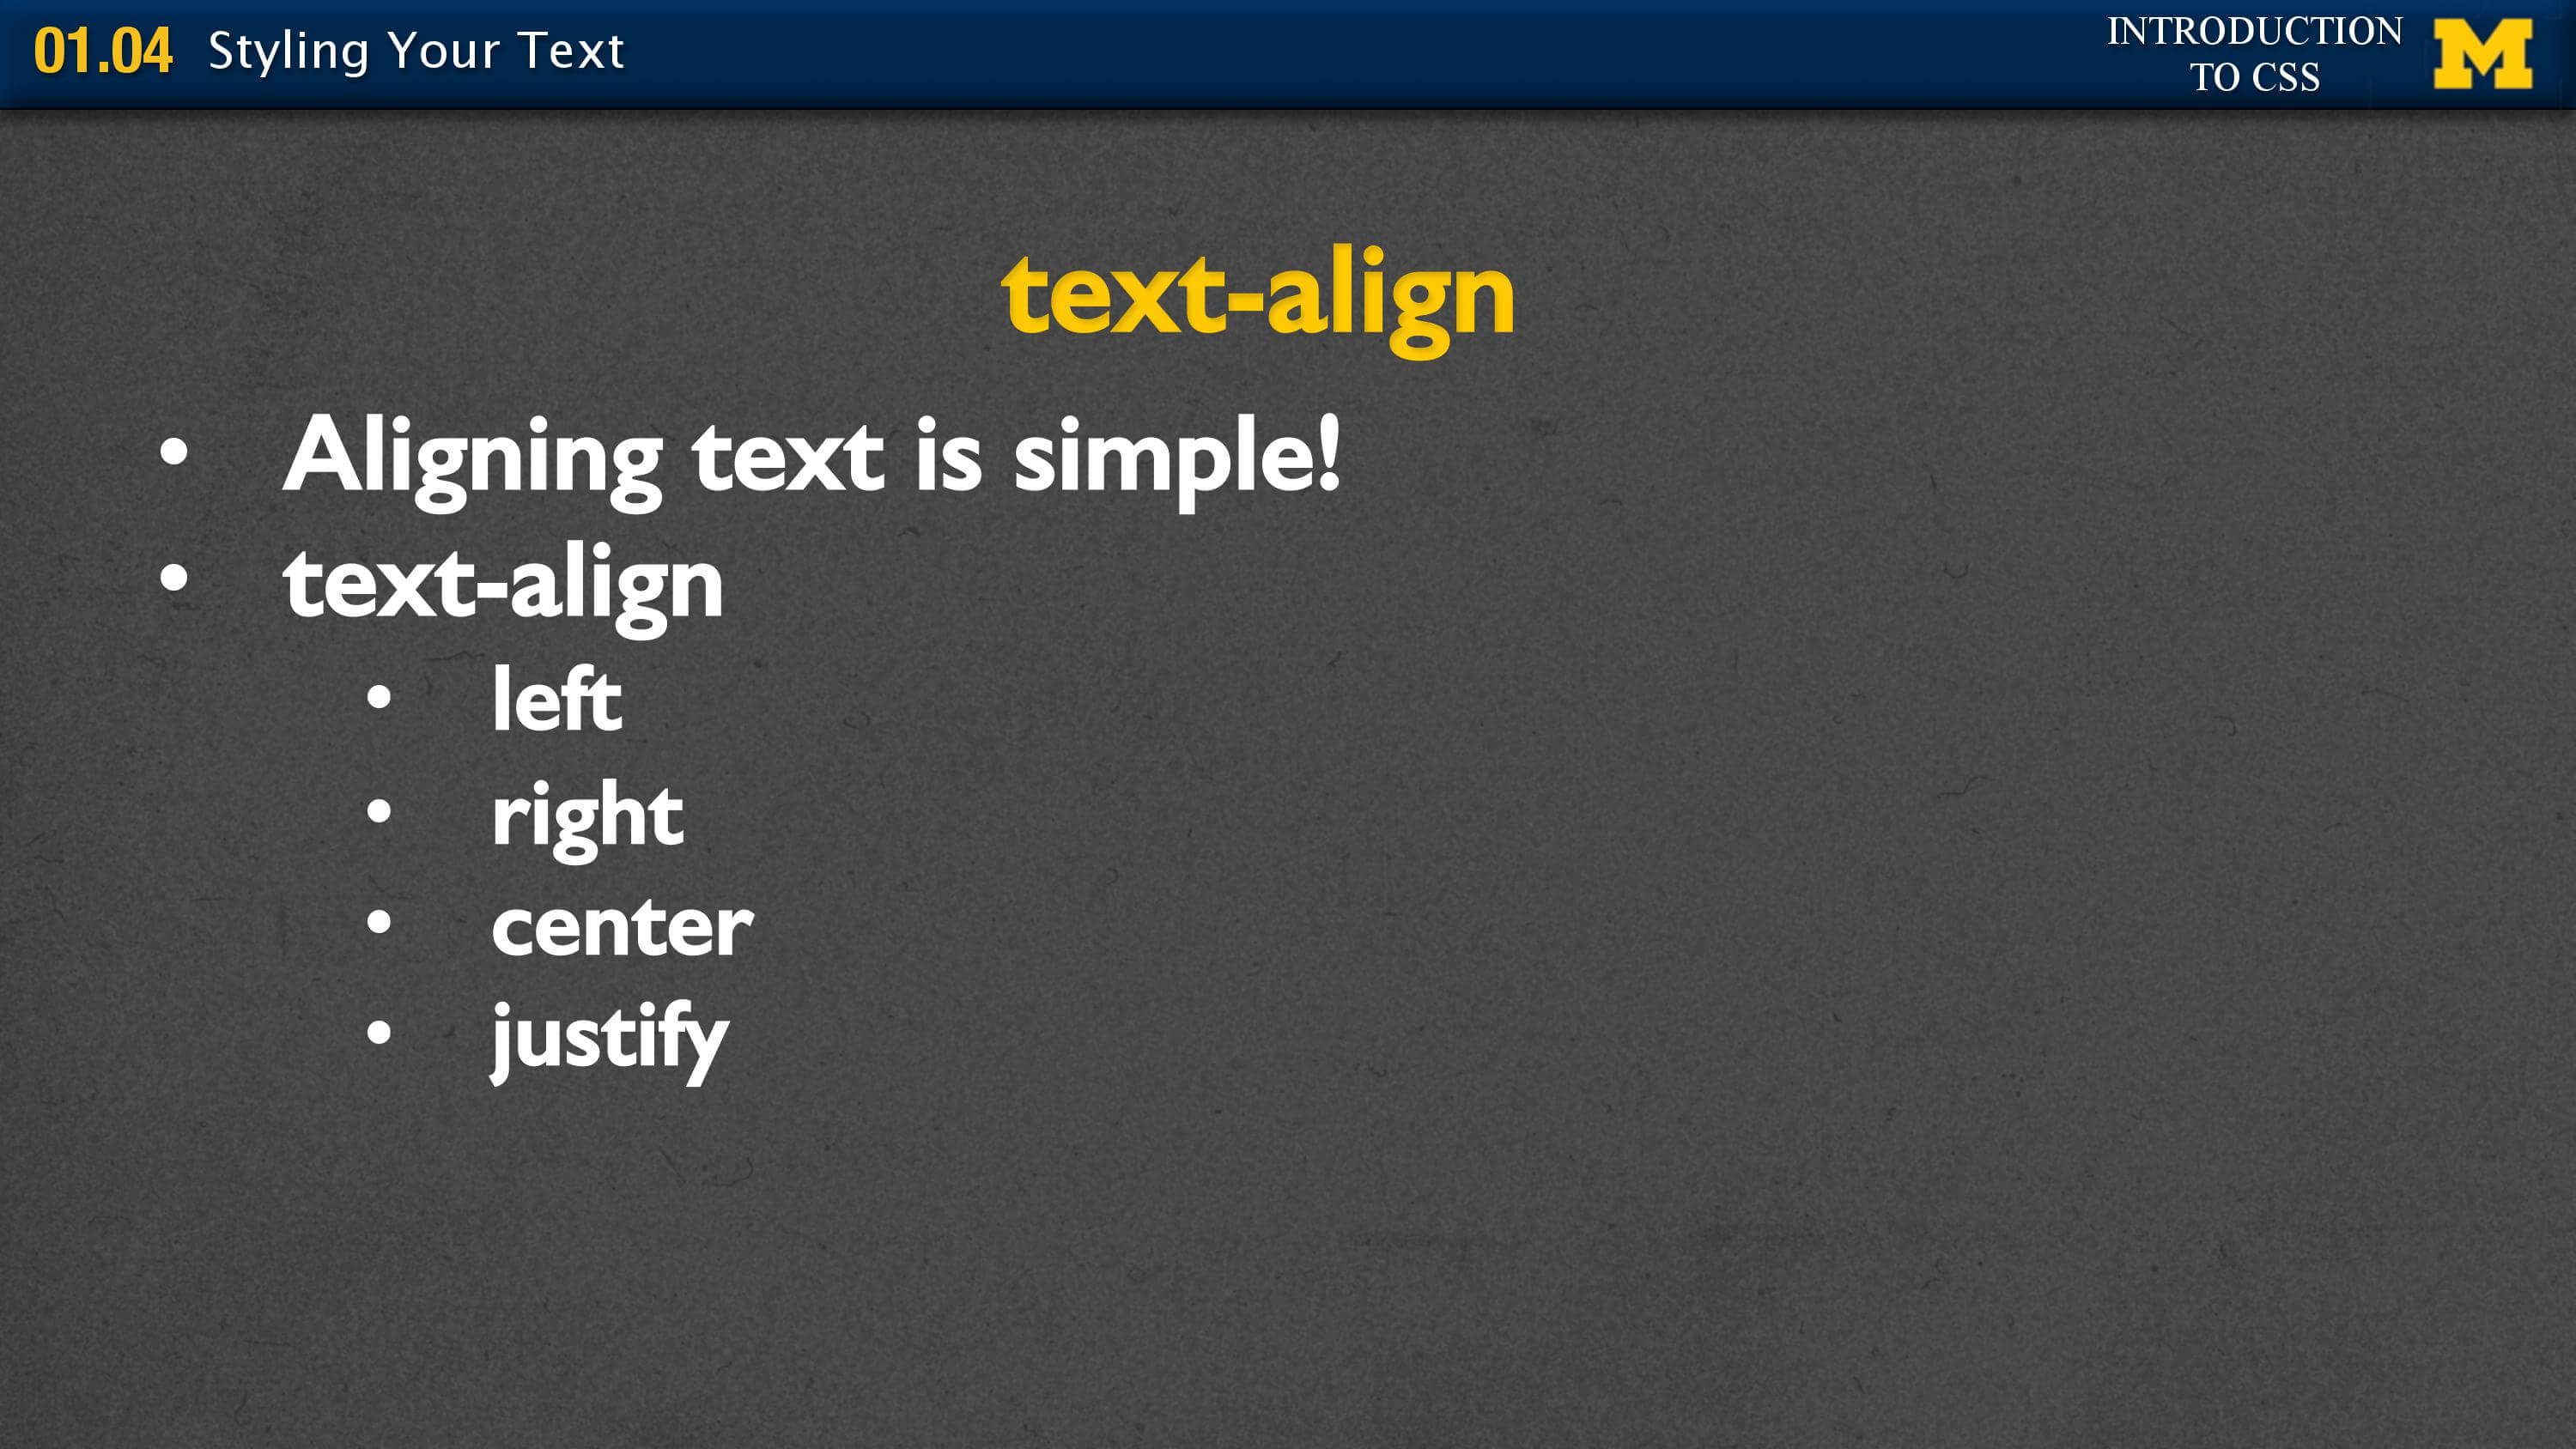 01.04 Styling Your Text
INTRODUCTION
TO CSS
M
text-align
• Aligning text is simple!
• text-align
• left
• right
• center
• justify